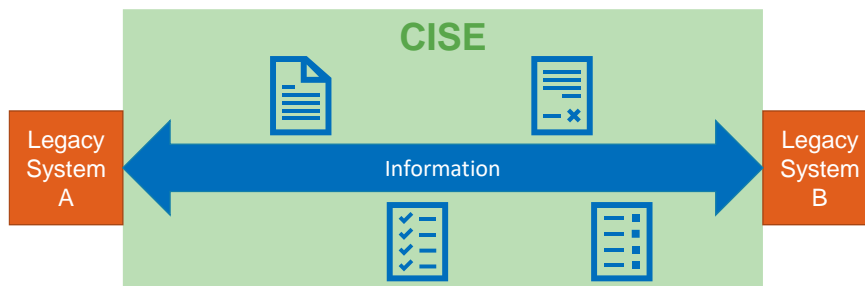 CISE
Legacy
System
A
Information
Legacy
System
B